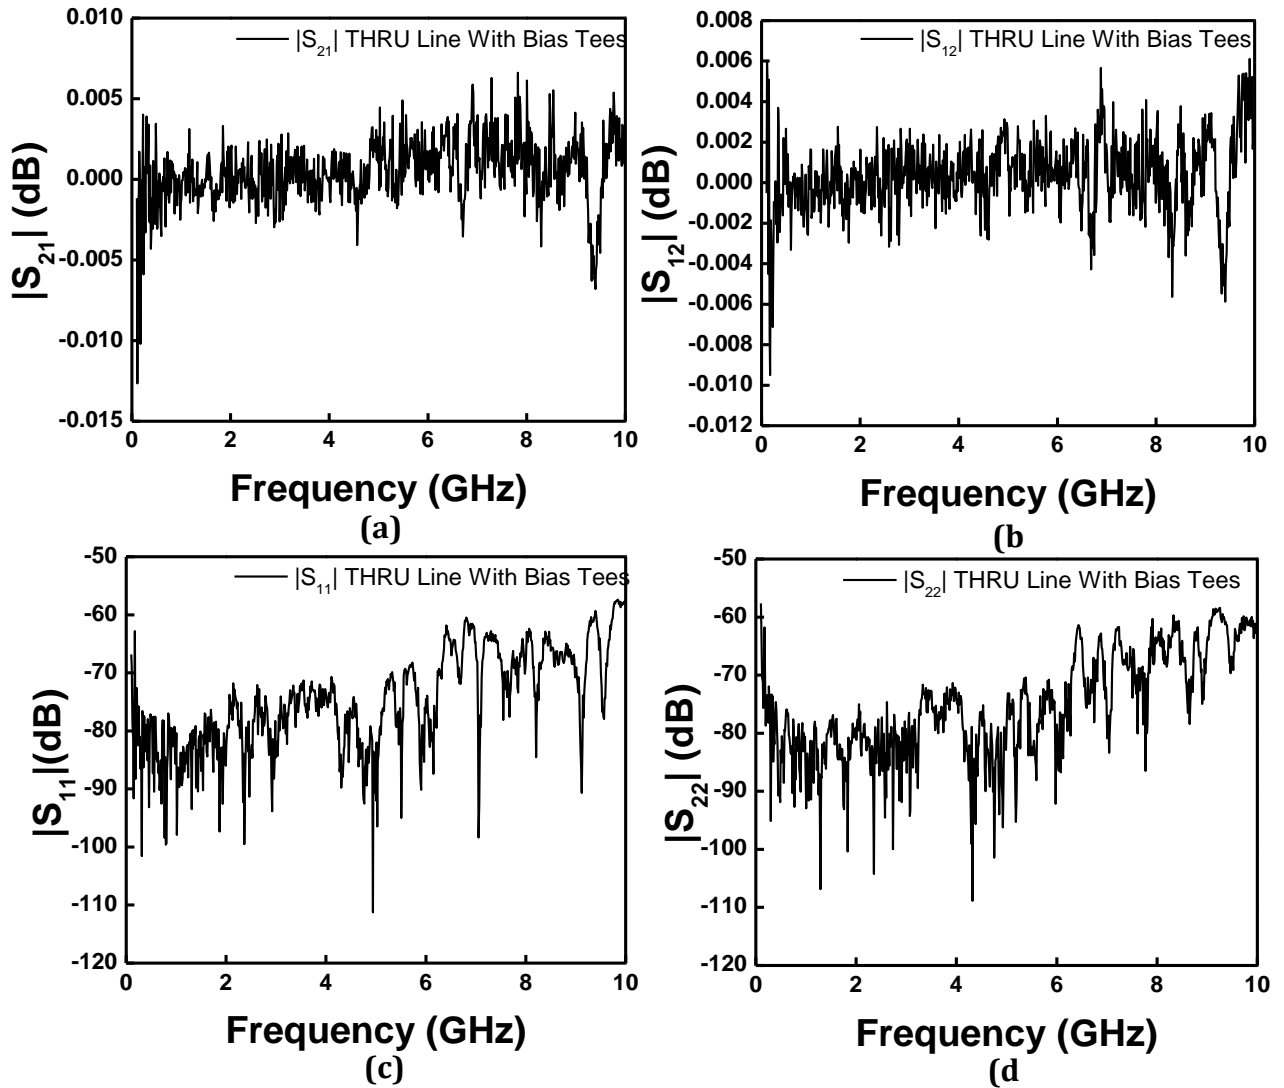 |S21| THRU Line With Bias Tees
0.010
0.005
0.000
-0.005
-0.010
-0.015
|S21| (dB)
0 2 4 6 8 10
Frequency (GHz)
(a)
|S12| THRU Line With Bias Tees
0.008
0.006
0.004
0.002
0.000
-0.002
-0.004
-0.006
-0.008
-0.010
-0.012
|S12| (dB)
0 2 4 6 8 10
Frequency (GHz)
(b
|S11| THRU Line With Bias Tees
-50
-60
-70
-80
-90
-100
-110
-120
|S11|(dB)
0 2 4 6 8 10
Frequency (GHz)
(c)
|S22| THRU Line With Bias Tees
-50
-60
-70
-80
-90
-100
-110
-120
|S22| (dB)
0 2 4 6 8 10
Frequency (GHz)
(d